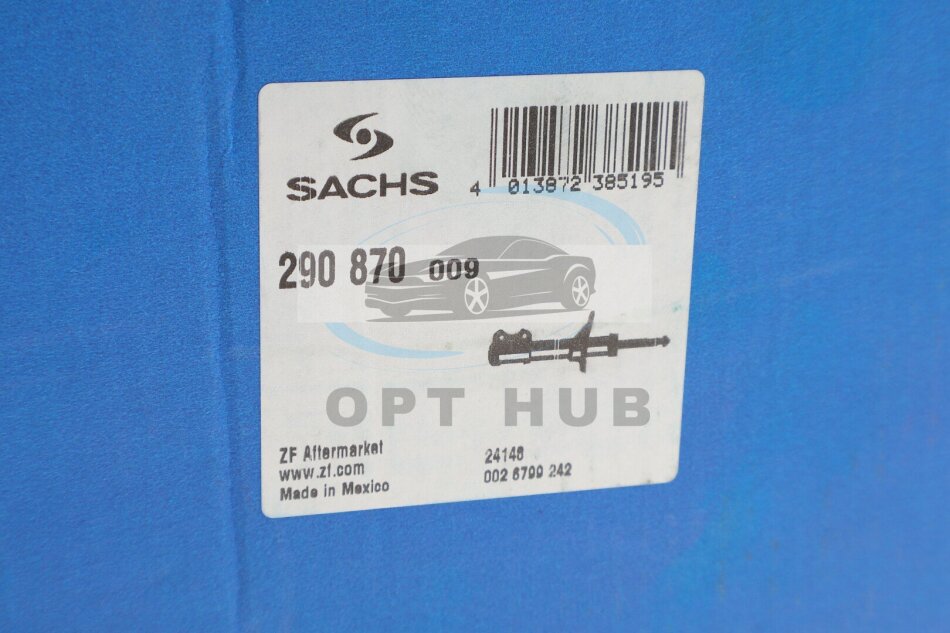 SACHS
4 013872 385195
290 870 009
OPT HUB
ZF Aftermarket
www.zf.com
Made in Mexico
24148
002 6799 242